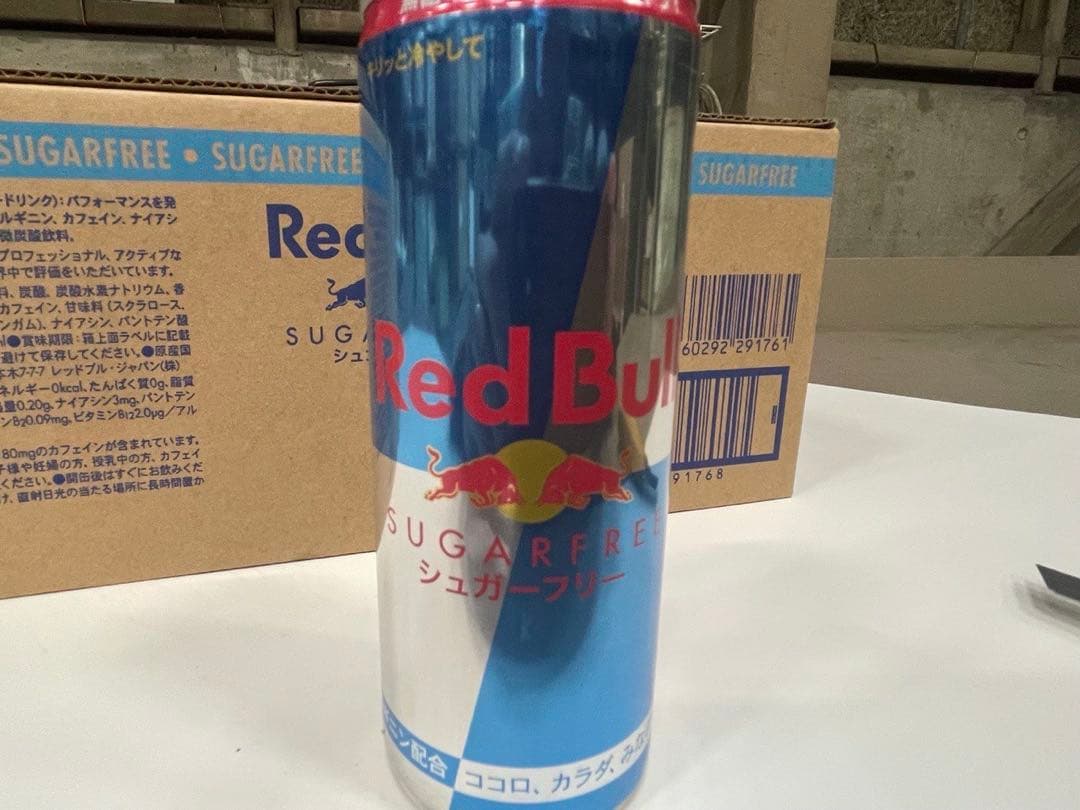 SUGARFREE • SUGARFREE
SUGARFREE
ードリンク):パフォーマンスを発
ルギニン、カフェイン、ナイアシ
微炭酸飲料。
プロフェッショナル、アクティブな
界中で評価をいただいています。
料、炭酸、炭酸水素ナトリウム、香
カフェイン、甘味料(スクラロース、
ンガム)、ナイアシン、パントテン酸
●賞味期限:箱上面ラベルに記載
避けて保存してください。●原産国
本木7-7-7 レッドブル・ジャパン(株)
ネルギー0kcal、たんぱく質0g、脂質
量0.20g、ナイアシン3mg、パントテン
ンB₂0.09mg、ビタミンB₁₂2.0μg/アル
80mgのカフェインが含まれています。
子様や妊婦の方、授乳中の方、カフェイ
ください。●開缶後はすぐにお飲みくだ
け、直射日光の当たる場所に長時間置か
Red
SUGA
シュ
60292 291761
91768
キリッと冷やして
Red Bull
SUGARFREE
シュガーフリー
ニン配合
ココロ、カラダ、みな